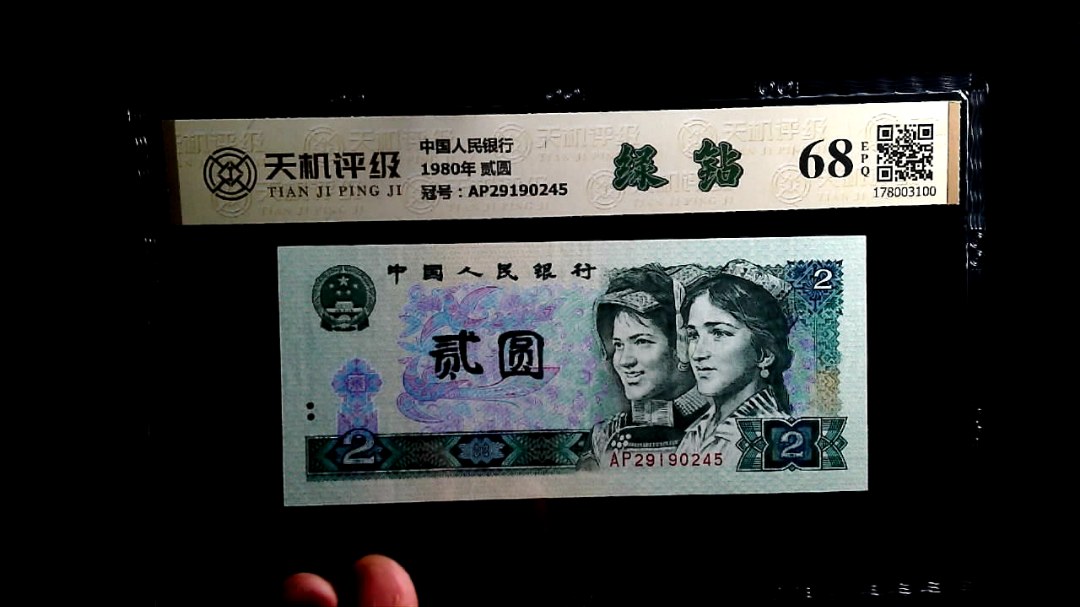 天机评级
TIAN JI PING JI
中国人民银行
1980年 贰圆
冠号：AP29190245
绿钻
68
EPQ
178003100
中国人民银行
2
贰圆
2
AP29190245
2